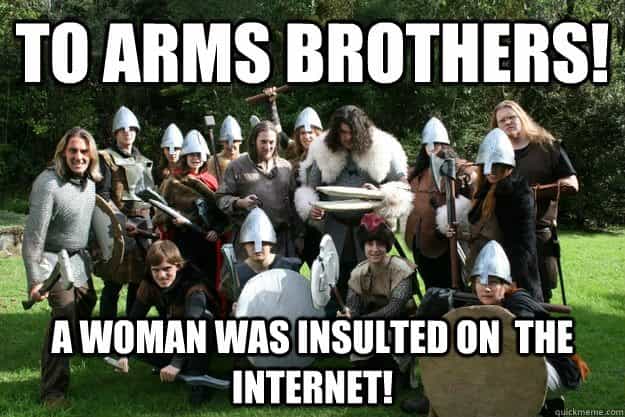 TO ARMS BROTHERS!
A WOMAN WAS INSULTED ON THE
INTERNET!
quickmeme.com